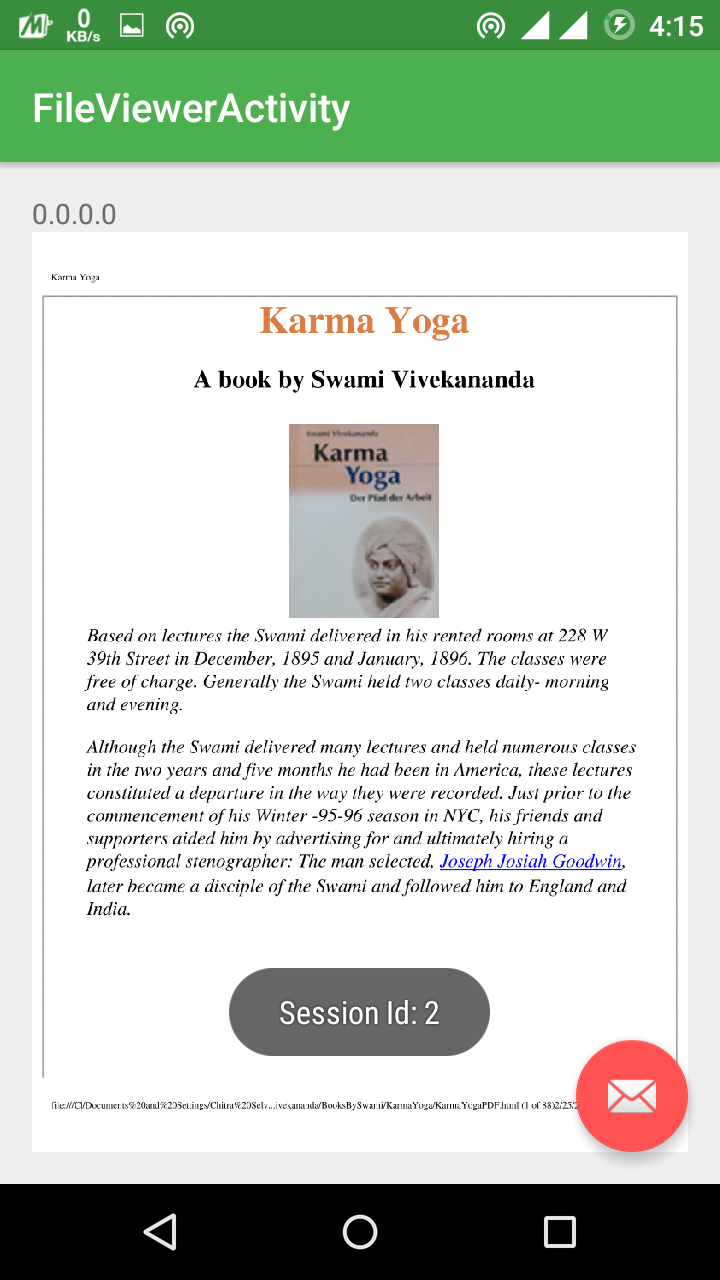 0
KB/s
4:15
FileViewerActivity
0.0.0.0
Karma Yoga
Karma Yoga
A book by Swami Vivekananda
Swami Vivekananda
Karma
Yoga
Der Pfad der Arbeit
Based on lectures the Swami delivered in his rented rooms at 228 W
39th Street in December, 1895 and January, 1896. The classes were
free of charge. Generally the Swami held two classes daily- morning
and evening.
Although the Swami delivered many lectures and held numerous classes
in the two years and five months he had been in America, these lectures
constituted a departure in the way they were recorded. Just prior to the
commencement of his Winter -95-96 season in NYC, his friends and
supporters aided him by advertising for and ultimately hiring a
professional stenographer: The man selected, Joseph Josiah Goodwin,
later became a disciple of the Swami and followed him to England and
India.
Session Id: 2
file:///C|/Documents%20and%20Settings/Chitra%20Selv...ivekananda/BooksBySwami/KarmaYoga/KarmaYogaPDF.html (1 of 88)2/25/2